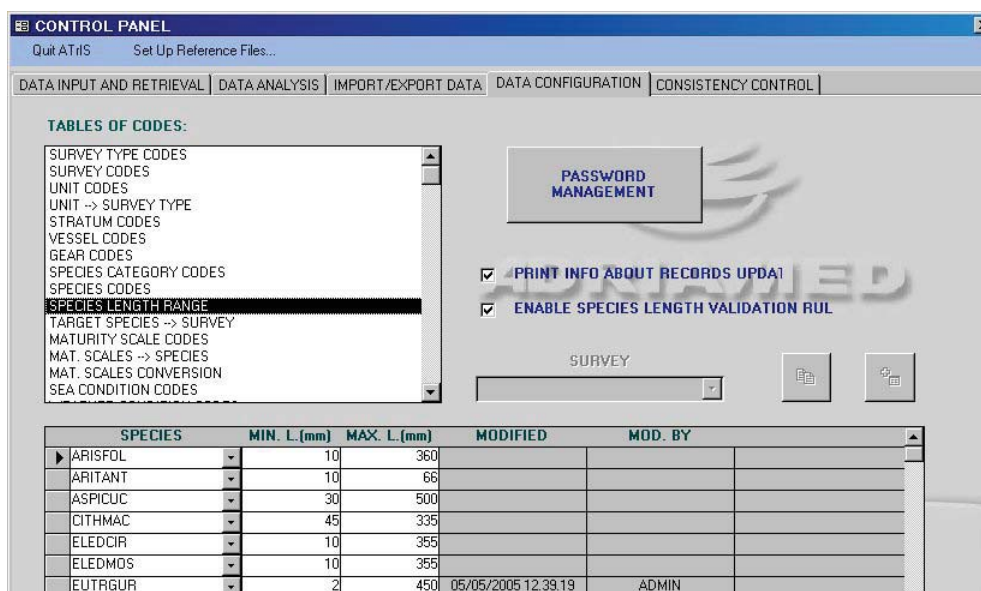 CONTROL PANEL
Quit ATrIS Set Up Reference Files...
DATA INPUT AND RETRIEVAL DATA ANALYSIS IMPORT/EXPORT DATA DATA CONFIGURATION CONSISTENCY CONTROL
TABLES OF CODES:
SURVEY TYPE CODES
SURVEY CODES
UNIT CODES
UNIT --> SURVEY TYPE
STRATUM CODES
VESSEL CODES
GEAR CODES
SPECIES CATEGORY CODES
SPECIES CODES
SPECIES LENGTH RANGE
TARGET SPECIES --> SURVEY
MATURITY SCALE CODES
MAT. SCALES --> SPECIES
MAT. SCALES CONVERSION
SEA CONDITION CODES
PASSWORD
MANAGEMENT
ADRIAMED
PRINT INFO ABOUT RECORDS UPDAT
ENABLE SPECIES LENGTH VALIDATION RUL
SURVEY
SPECIES MIN. L.(mm) MAX. L.(mm) MODIFIED MOD. BY
ARISFOL 10 360
ARITANT 10 66
ASPICUC 30 500
CITHMAC 45 335
ELEDCIR 10 355
ELEDMOS 10 355
EUTRGUR 2 450 05/05/2005 12.39.19 ADMIN